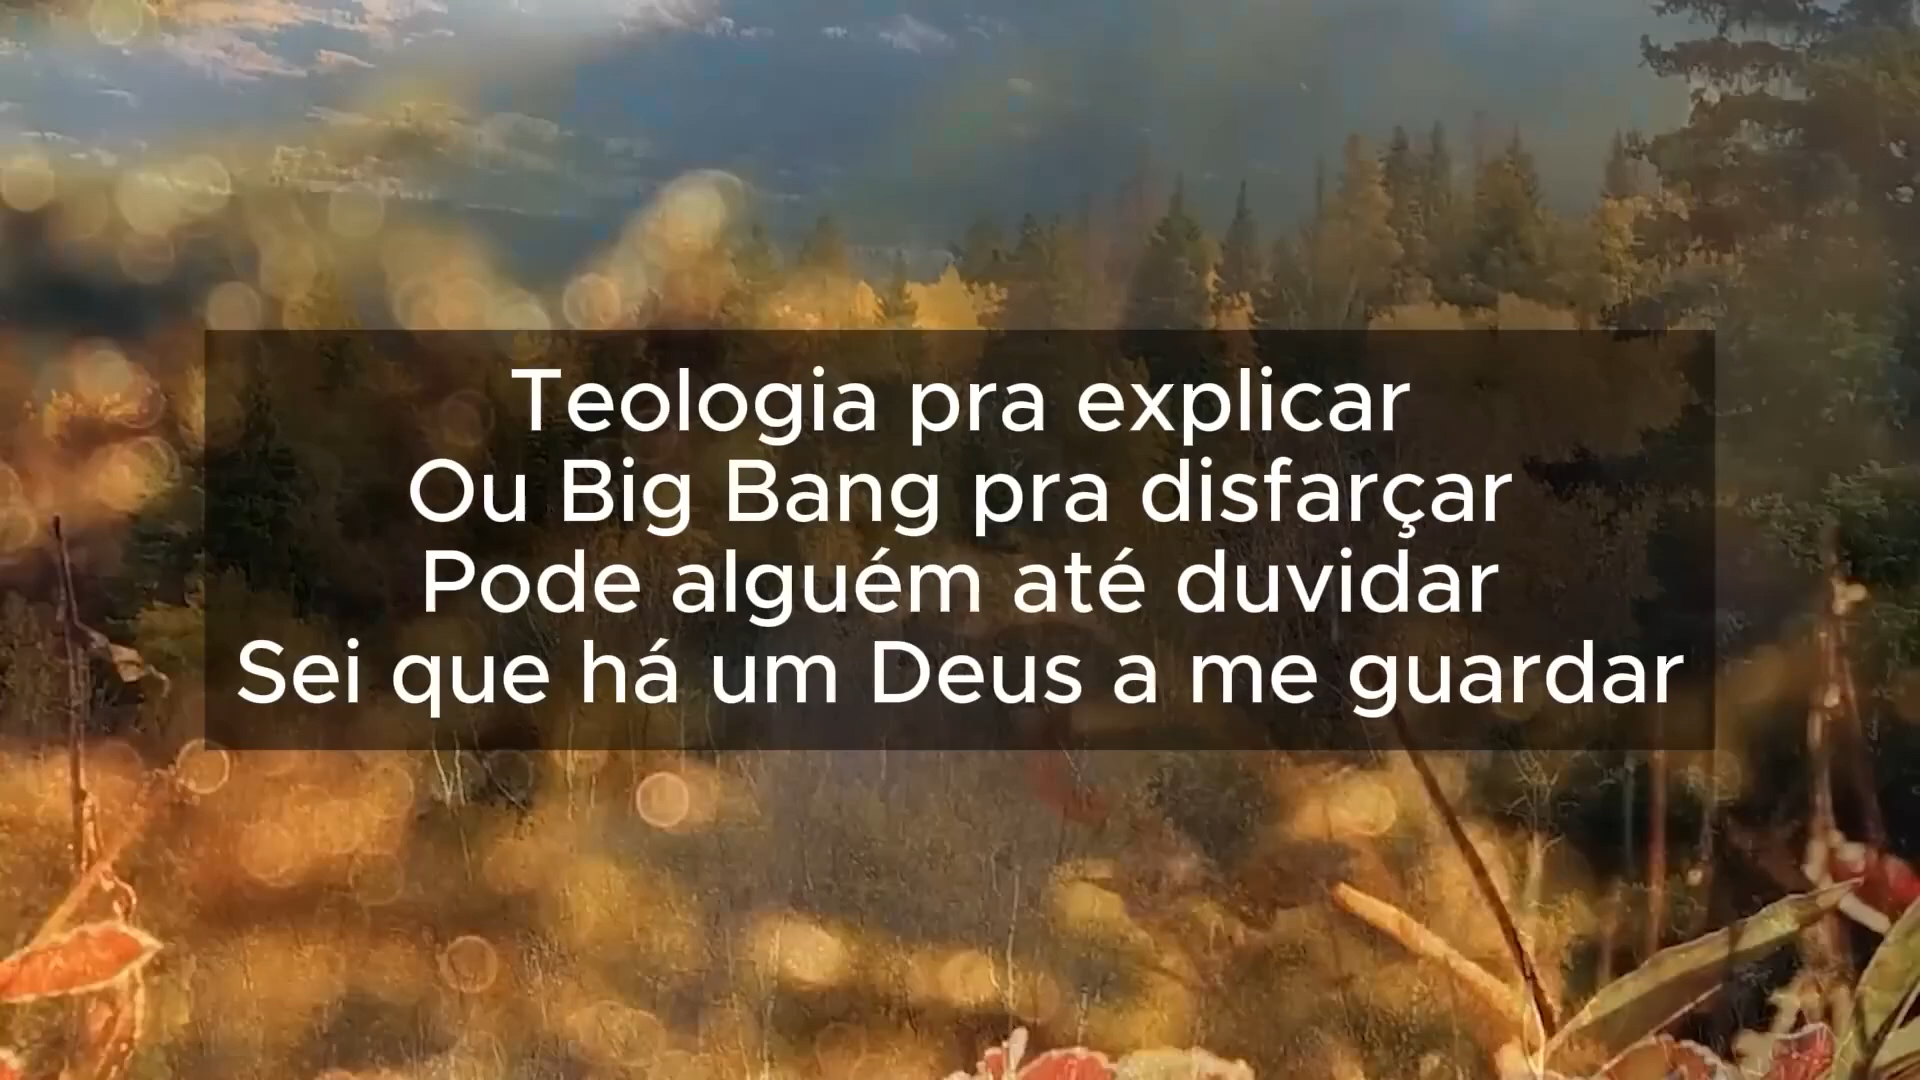 Teologia pra explicar
Ou Big Bang pra disfarçar
Pode alguém até duvidar
Sei que há um Deus a me guardar